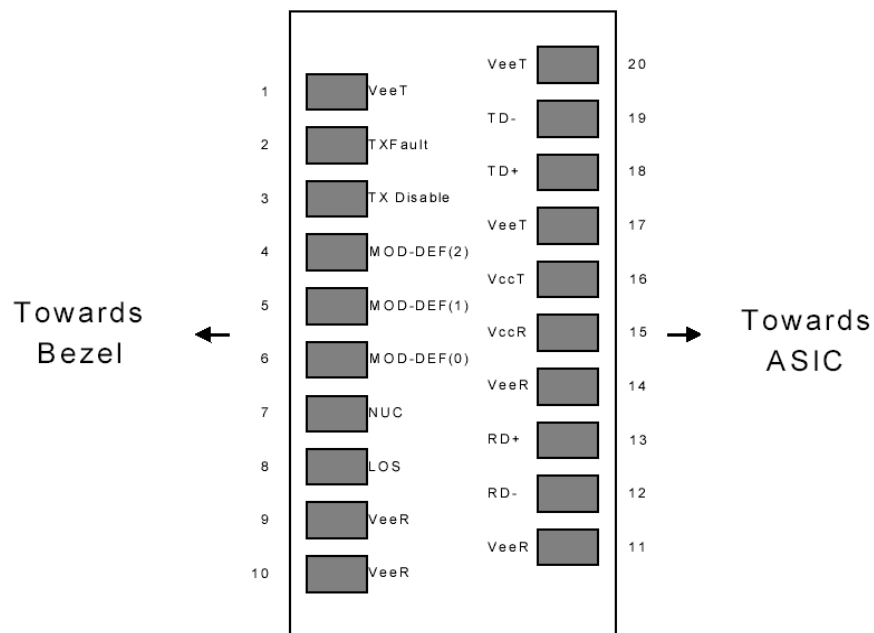 VeeT 20
1 VeeT
TD- 19
2 TXFault
TD+ 18
3 TX Disable
VeeT 17
4 MOD-DEF(2)
VccT 16
5 MOD-DEF(1)
Towards
Bezel
VccR 15
Towards
ASIC
6 MOD-DEF(0)
VeeR 14
7 NUC
RD+ 13
8 LOS
RD- 12
9 VeeR
VeeR 11
10 VeeR